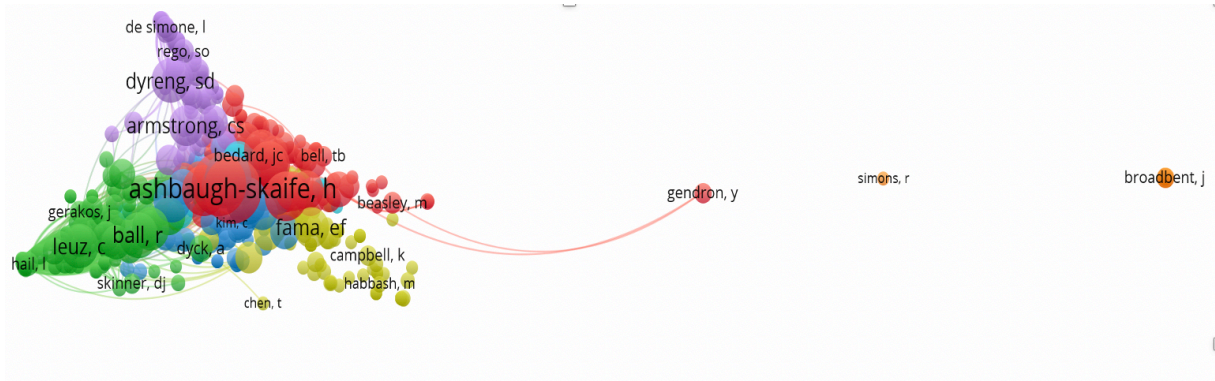 de simone, l
rego, so
dyreng, sd
armstrong, cs
bedard, jc
bell, tb
ashbaugh-skaife, h
beasley, m
gendron, y
simons, r
broadbent, j
gerakos, j
kim, c
fama, ef
ball, r
leuz, c
dyck, a
hail, l
campbell, k
skinner, dj
habbash, m
chen, t